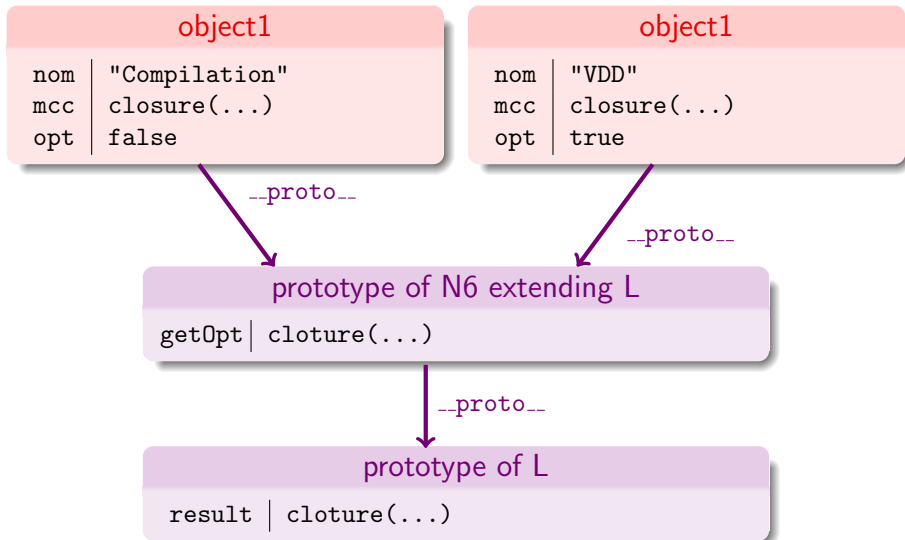 object1
nom "Compilation"
mcc closure(...)
opt false
object1
nom "VDD"
mcc closure(...)
opt true
__proto__
__proto__
prototype of N6 extending L
getOpt cloture(...)
__proto__
prototype of L
result cloture(...)